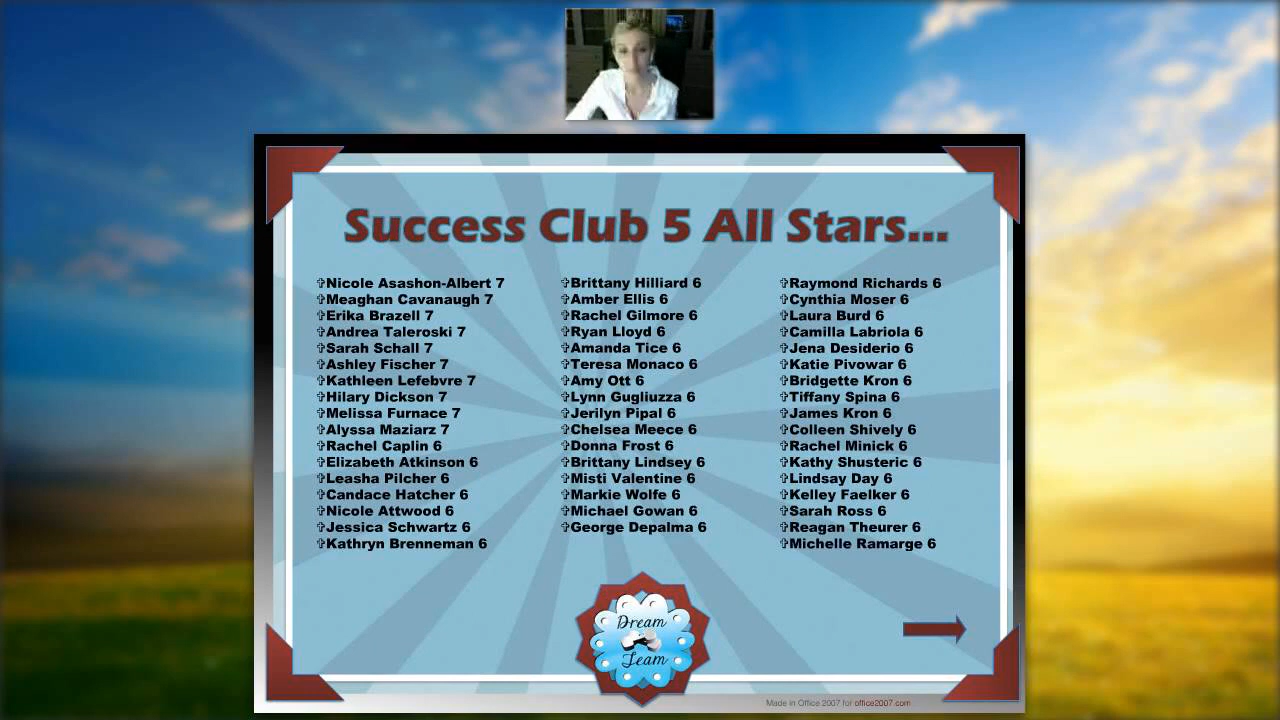 Success Club 5 All Stars...
✞Nicole Asashon-Albert 7
✞Meaghan Cavanaugh 7
✞Erika Brazell 7
✞Andrea Taleroski 7
✞Sarah Schall 7
✞Ashley Fischer 7
✞Kathleen Lefebvre 7
✞Hilary Dickson 7
✞Melissa Furnace 7
✞Alyssa Maziarz 7
✞Rachel Caplin 6
✞Elizabeth Atkinson 6
✞Leasha Pilcher 6
✞Candace Hatcher 6
✞Nicole Attwood 6
✞Jessica Schwartz 6
✞Kathryn Brenneman 6
✞Brittany Hilliard 6
✞Amber Ellis 6
✞Rachel Gilmore 6
✞Ryan Lloyd 6
✞Amanda Tice 6
✞Teresa Monaco 6
✞Amy Ott 6
✞Lynn Gugliuzza 6
✞Jerilyn Pipal 6
✞Chelsea Meece 6
✞Donna Frost 6
✞Brittany Lindsey 6
✞Misti Valentine 6
✞Markie Wolfe 6
✞Michael Gowan 6
✞George Depalma 6
✞Raymond Richards 6
✞Cynthia Moser 6
✞Laura Burd 6
✞Camilla Labriola 6
✞Jena Desiderio 6
✞Katie Pivowar 6
✞Bridgette Kron 6
✞Tiffany Spina 6
✞James Kron 6
✞Colleen Shively 6
✞Rachel Minick 6
✞Kathy Shusteric 6
✞Lindsay Day 6
✞Kelley Faelker 6
✞Sarah Ross 6
✞Reagan Theurer 6
✞Michelle Ramarge 6
Dream
Team
Made in Office 2007 for office2007.com